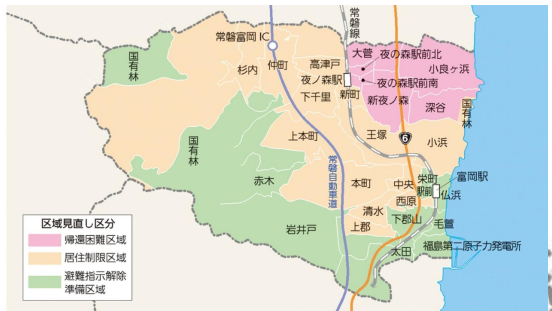 常磐線
常磐富岡IC
大菅
夜の森駅前北
小良ヶ浜
国有林
杉内
仲町
高津戸
夜ノ森駅
夜の森駅前南
下千里
新町
新夜ノ森
深谷
国有林
国有林
上本町
王塚
6
小浜
赤木
常磐自動車道
本町
中央
栄町
駅前
富岡駅
仏浜
西原
清水
下郡山
毛萱
岩井戸
上郡
太田
福島第二原子力発電所
区域見直し区分
帰還困難区域
居住制限区域
避難指示解除
準備区域